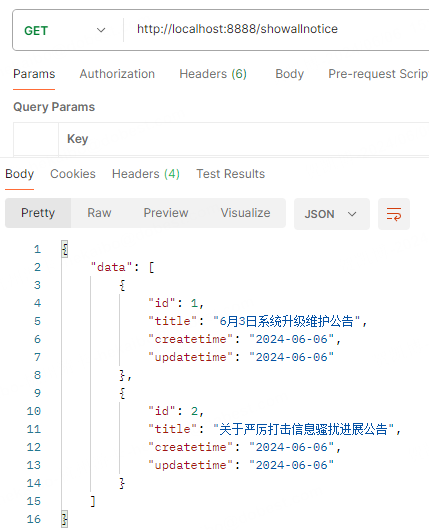 GET http://localhost:8888/showallnotice
Params Authorization Headers (6) Body Pre-request Scrip
Query Params
Key
Body Cookies Headers (4) Test Results
Pretty Raw Preview Visualize JSON
1 {
2 "data": [
3 {
4 "id": 1,
5 "title": "6月3日系统升级维护公告",
6 "createtime": "2024-06-06",
7 "updatetime": "2024-06-06"
8 },
9 {
10 "id": 2,
11 "title": "关于严厉打击信息骚扰进展公告",
12 "createtime": "2024-06-06",
13 "updatetime": "2024-06-06"
14 }
15 ]
16 }